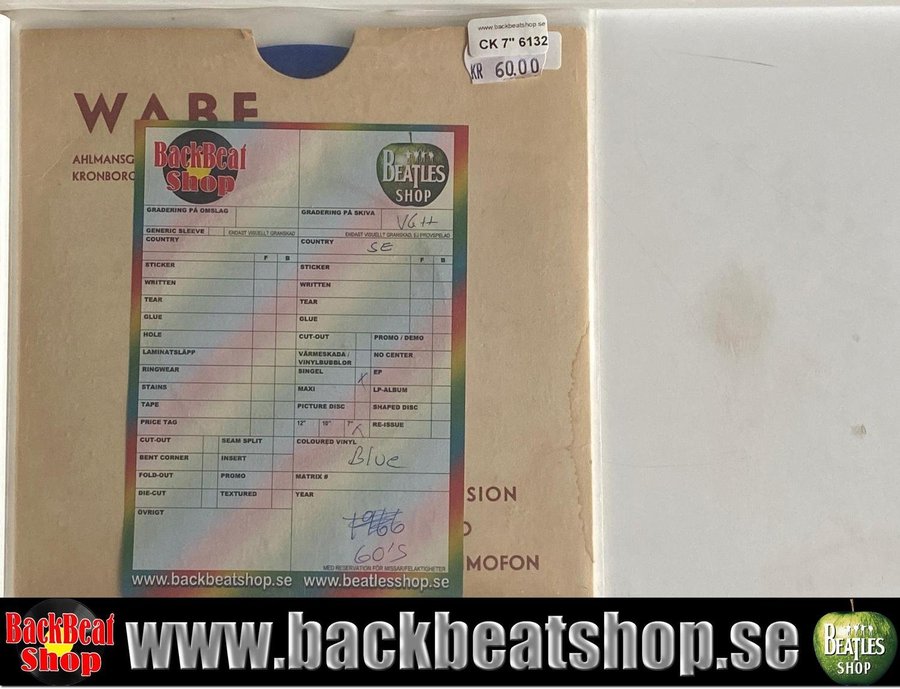 www.backbeatshop.se
CK 7" 6132
KR 60.00
WABE
AHLMANSG
KRONBORG
BackBeat Shop
BEATLES SHOP
GRADERING PÅ OMSLAG
GRADERING PÅ SKIVA VG++
GENERIC SLEEVE ENDAST VISUELLT GRANSKAD
ENDAST VISUELLT GRANSKAD, EJ PROVSPELAD
COUNTRY
COUNTRY SE
F B
F B
STICKER
STICKER
WRITTEN
WRITTEN
TEAR
TEAR
GLUE
GLUE
HOLE
CUT-OUT PROMO / DEMO
LAMINATSLÄPP
VÄRMESKADA / VINYLBUBBLOR NO CENTER
RINGWEAR
SINGEL X EP
STAINS
MAXI LP-ALBUM
TAPE
PICTURE DISC SHAPED DISC
PRICE TAG
12" 10" 7" X RE-ISSUE
CUT-OUT SEAM SPLIT
COLOURED VINYL
BENT CORNER INSERT
Blue
FOLD-OUT PROMO
MATRIX #
DIE-CUT TEXTURED
YEAR
ÖVRIGT
1966
60'S
MED RESERVATION FÖR MISSAR/FELAKTIGHETER
www.backbeatshop.se www.beatlesshop.se
SION
O
MOFON
BackBeat Shop
www.backbeatshop.se
BEATLES SHOP